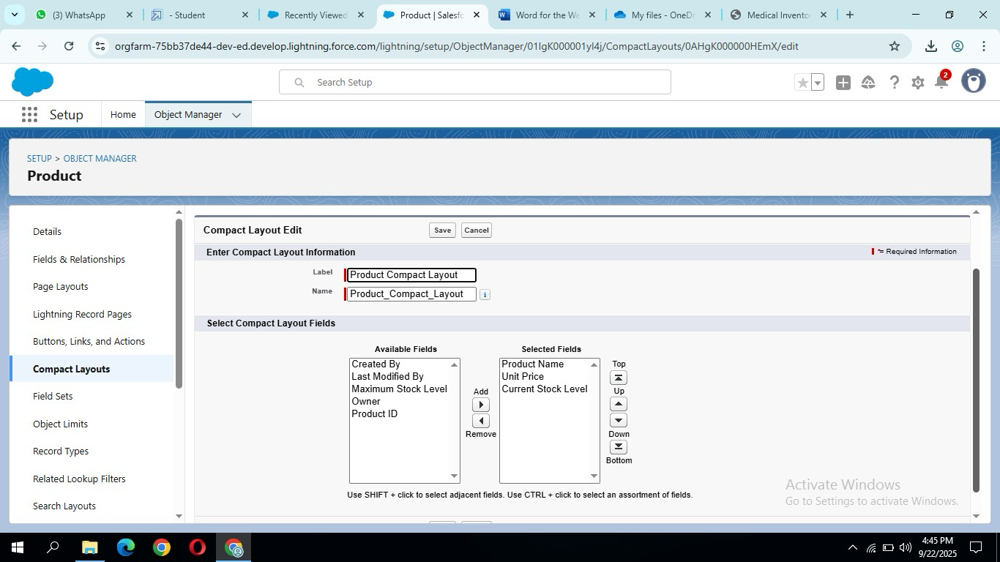 (3) WhatsApp
- Student
Recently Viewed
Product | Salesfo
Word for the We
My files - OneDr
Medical Invento
orgfarm-75bb37de44-dev-ed.develop.lightning.force.com/lightning/setup/ObjectManager/01IgK000001yI4j/CompactLayouts/0AHgK000000HEmX/edit
Search Setup
2
Setup
Home
Object Manager
SETUP > OBJECT MANAGER
Product
Details
Fields & Relationships
Page Layouts
Lightning Record Pages
Buttons, Links, and Actions
Compact Layouts
Field Sets
Object Limits
Record Types
Related Lookup Filters
Search Layouts
Compact Layout Edit
Save
Cancel
Enter Compact Layout Information
= Required Information
Label
Product Compact Layout
Name
Product_Compact_Layout
i
Select Compact Layout Fields
Available Fields
Created By
Last Modified By
Maximum Stock Level
Owner
Product ID
Add
Remove
Selected Fields
Product Name
Unit Price
Current Stock Level
Top
Up
Down
Bottom
Use SHIFT + click to select adjacent fields. Use CTRL + click to select an assortment of fields.
Activate Windows
Go to Settings to activate Windows.
4:45 PM
9/22/2025